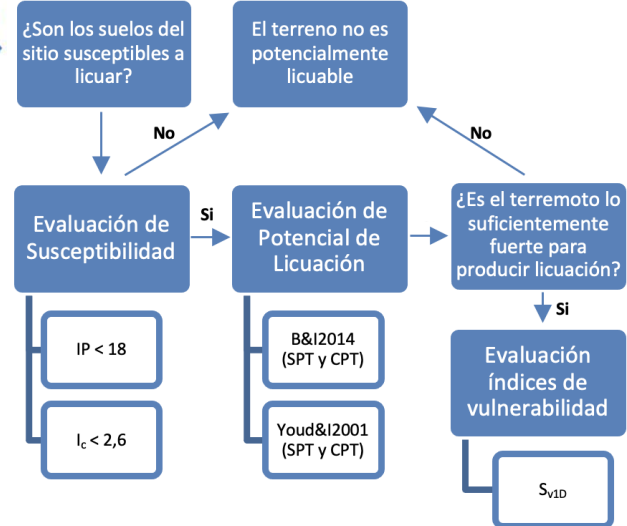 ¿Son los suelos del
sitio susceptibles a
licuar?
El terreno no es
potencialmente
licuable
No
No
Evaluación de
Susceptibilidad
Si
Evaluación de
Potencial de
Licuación
¿Es el terremoto lo
suficientemente
fuerte para
producir licuación?
Si
IP < 18
Ic < 2,6
B&I2014
(SPT y CPT)
Youd&I2001
(SPT y CPT)
Evaluación
índices de
vulnerabilidad
Sv1D